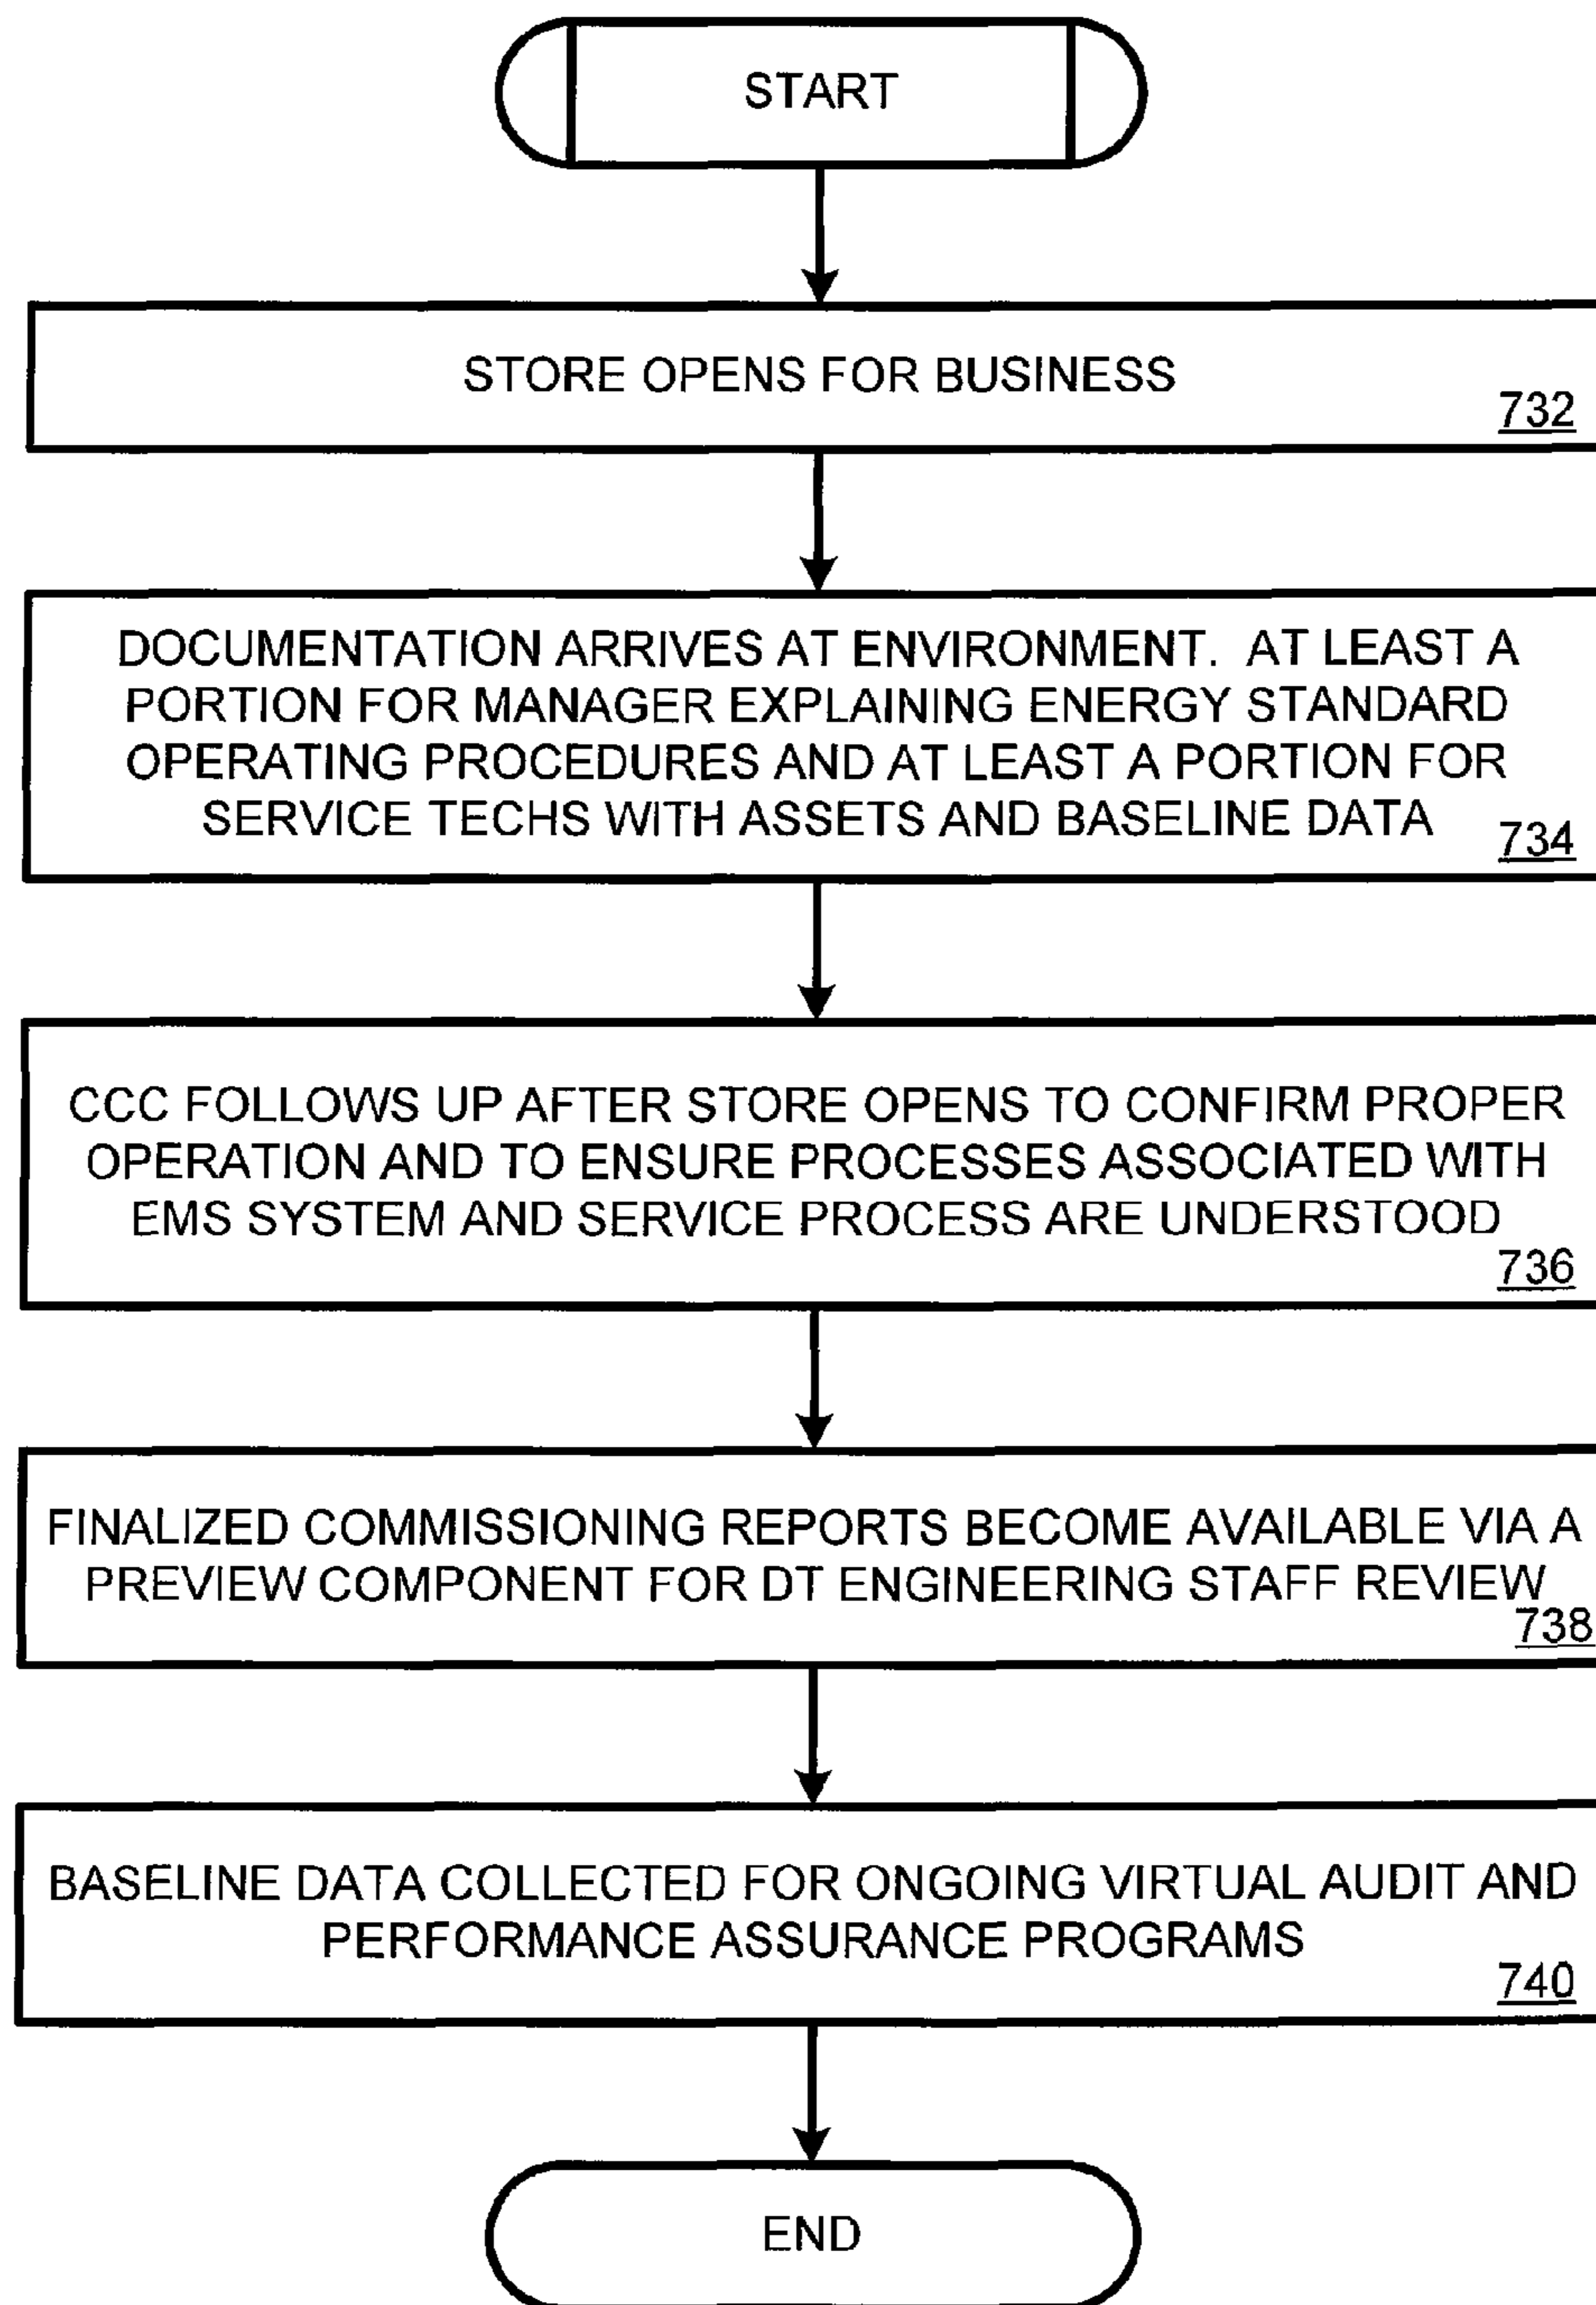 START
STORE OPENS FOR BUSINESS
732
DOCUMENTATION ARRIVES AT ENVIRONMENT. AT LEAST A
PORTION FOR MANAGER EXPLAINING ENERGY STANDARD
OPERATING PROCEDURES AND AT LEAST A PORTION FOR
SERVICE TECHS WITH ASSETS AND BASELINE DATA
734
CCC FOLLOWS UP AFTER STORE OPENS TO CONFIRM PROPER
OPERATION AND TO ENSURE PROCESSES ASSOCIATED WITH
EMS SYSTEM AND SERVICE PROCESS ARE UNDERSTOOD
736
FINALIZED COMMISSIONING REPORTS BECOME AVAILABLE VIA A
PREVIEW COMPONENT FOR DT ENGINEERING STAFF REVIEW
738
BASELINE DATA COLLECTED FOR ONGOING VIRTUAL AUDIT AND
PERFORMANCE ASSURANCE PROGRAMS
740
END